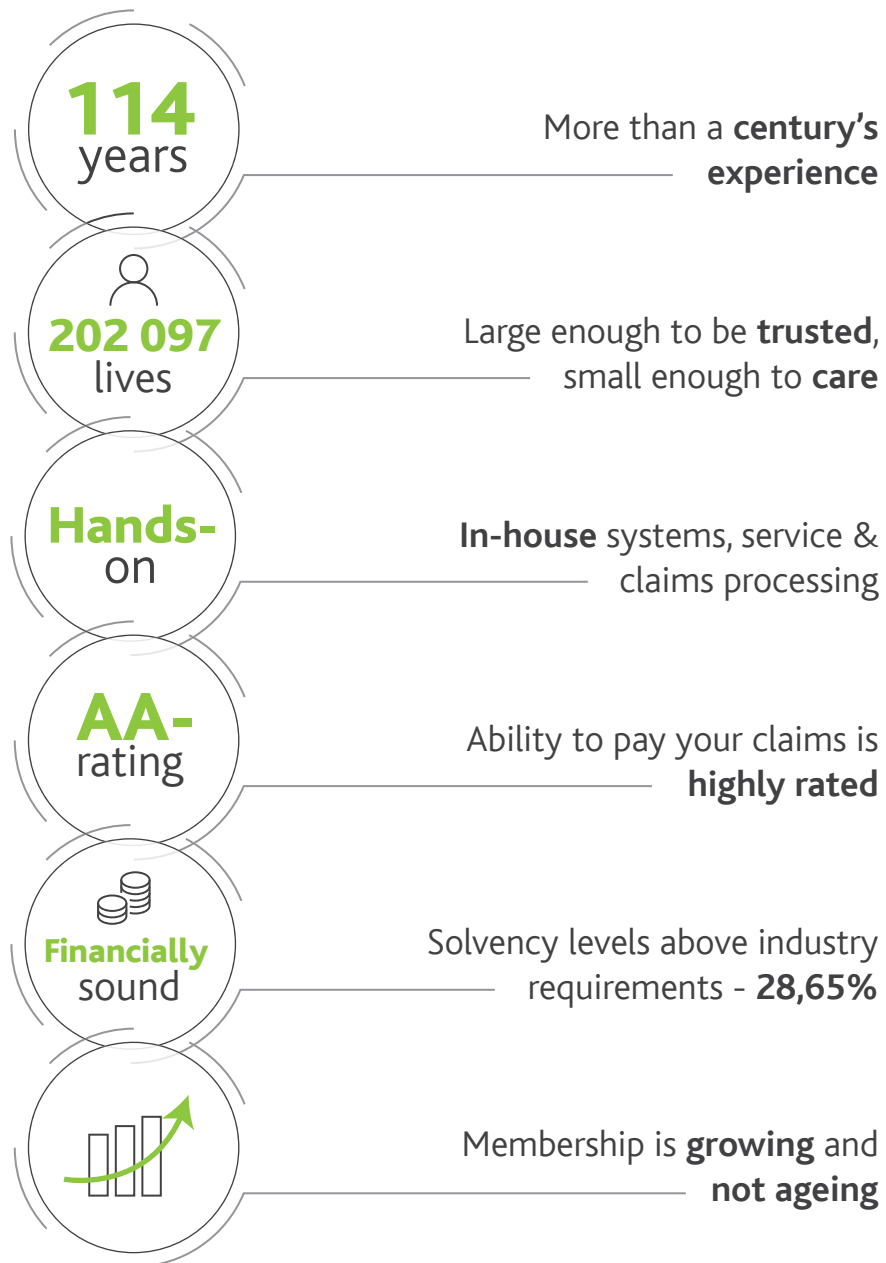 114
years
More than a century’s
experience
202 097
lives
Large enough to be trusted,
small enough to care
Hands-
on
In-house systems, service &
claims processing
AA-
rating
Ability to pay your claims is
highly rated
Financially
sound
Solvency levels above industry
requirements - 28,65%
Membership is growing and
not ageing